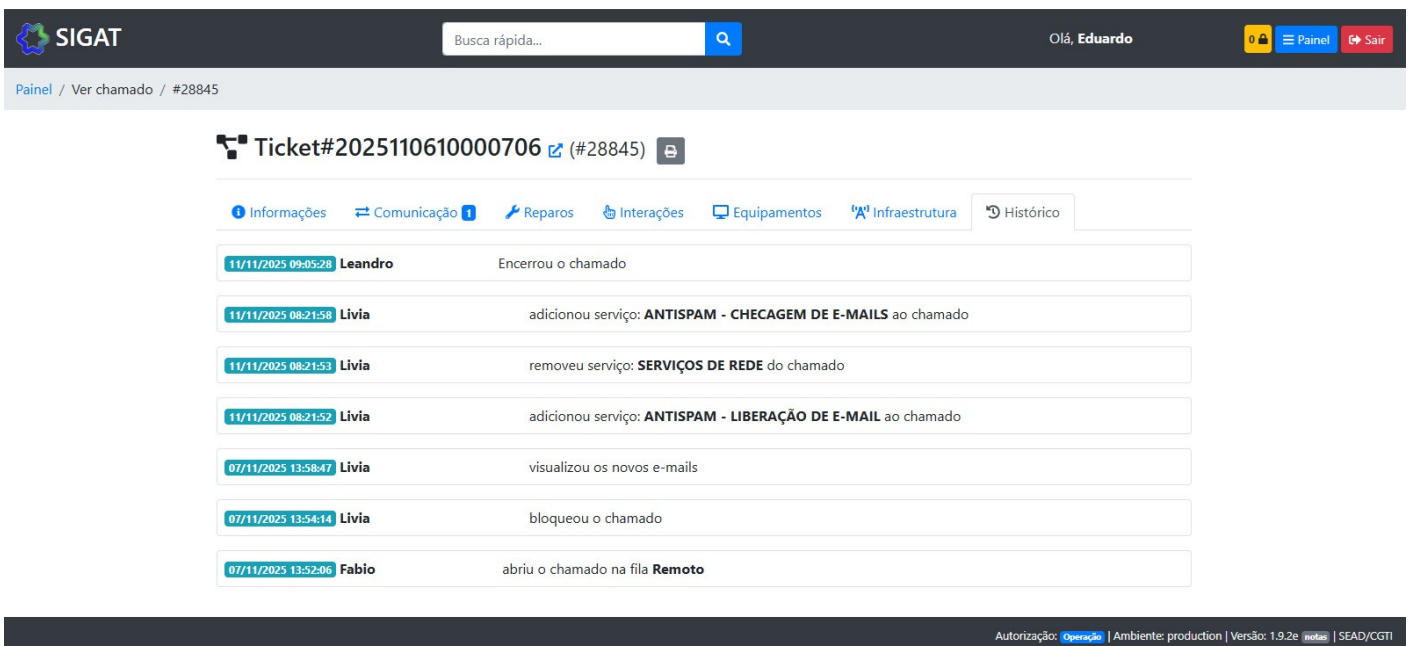 SIGAT
Busca rápida...
Olá, Eduardo
0
Painel
Sair
Painel / Ver chamado / #28845
Ticket#2025110610000706 (#28845)
Informações
Comunicação 1
Reparos
Interações
Equipamentos
Infraestrutura
Histórico
11/11/2025 09:05:28 Leandro Encerrou o chamado
11/11/2025 08:21:58 Livia adicionou serviço: ANTISPAM - CHECAGEM DE E-MAILS ao chamado
11/11/2025 08:21:53 Livia removeu serviço: SERVIÇOS DE REDE do chamado
11/11/2025 08:21:52 Livia adicionou serviço: ANTISPAM - LIBERAÇÃO DE E-MAIL ao chamado
07/11/2025 13:58:47 Livia visualizou os novos e-mails
07/11/2025 13:54:14 Livia bloqueou o chamado
07/11/2025 13:52:06 Fabio abriu o chamado na fila Remoto
Autorização: Operação | Ambiente: production | Versão: 1.9.2e notas | SEAD/CGTI